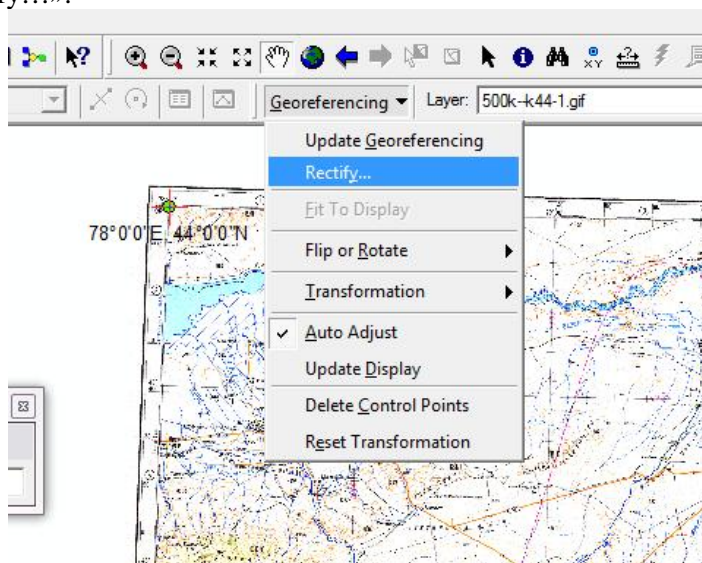 y…».
Georeferencing Layer: 500k--k44-1.gif
Update Georeferencing
Rectify...
Fit To Display
Flip or Rotate
Transformation
Auto Adjust
Update Display
Delete Control Points
Reset Transformation
78°0'0"E 44°0'0"N
XY